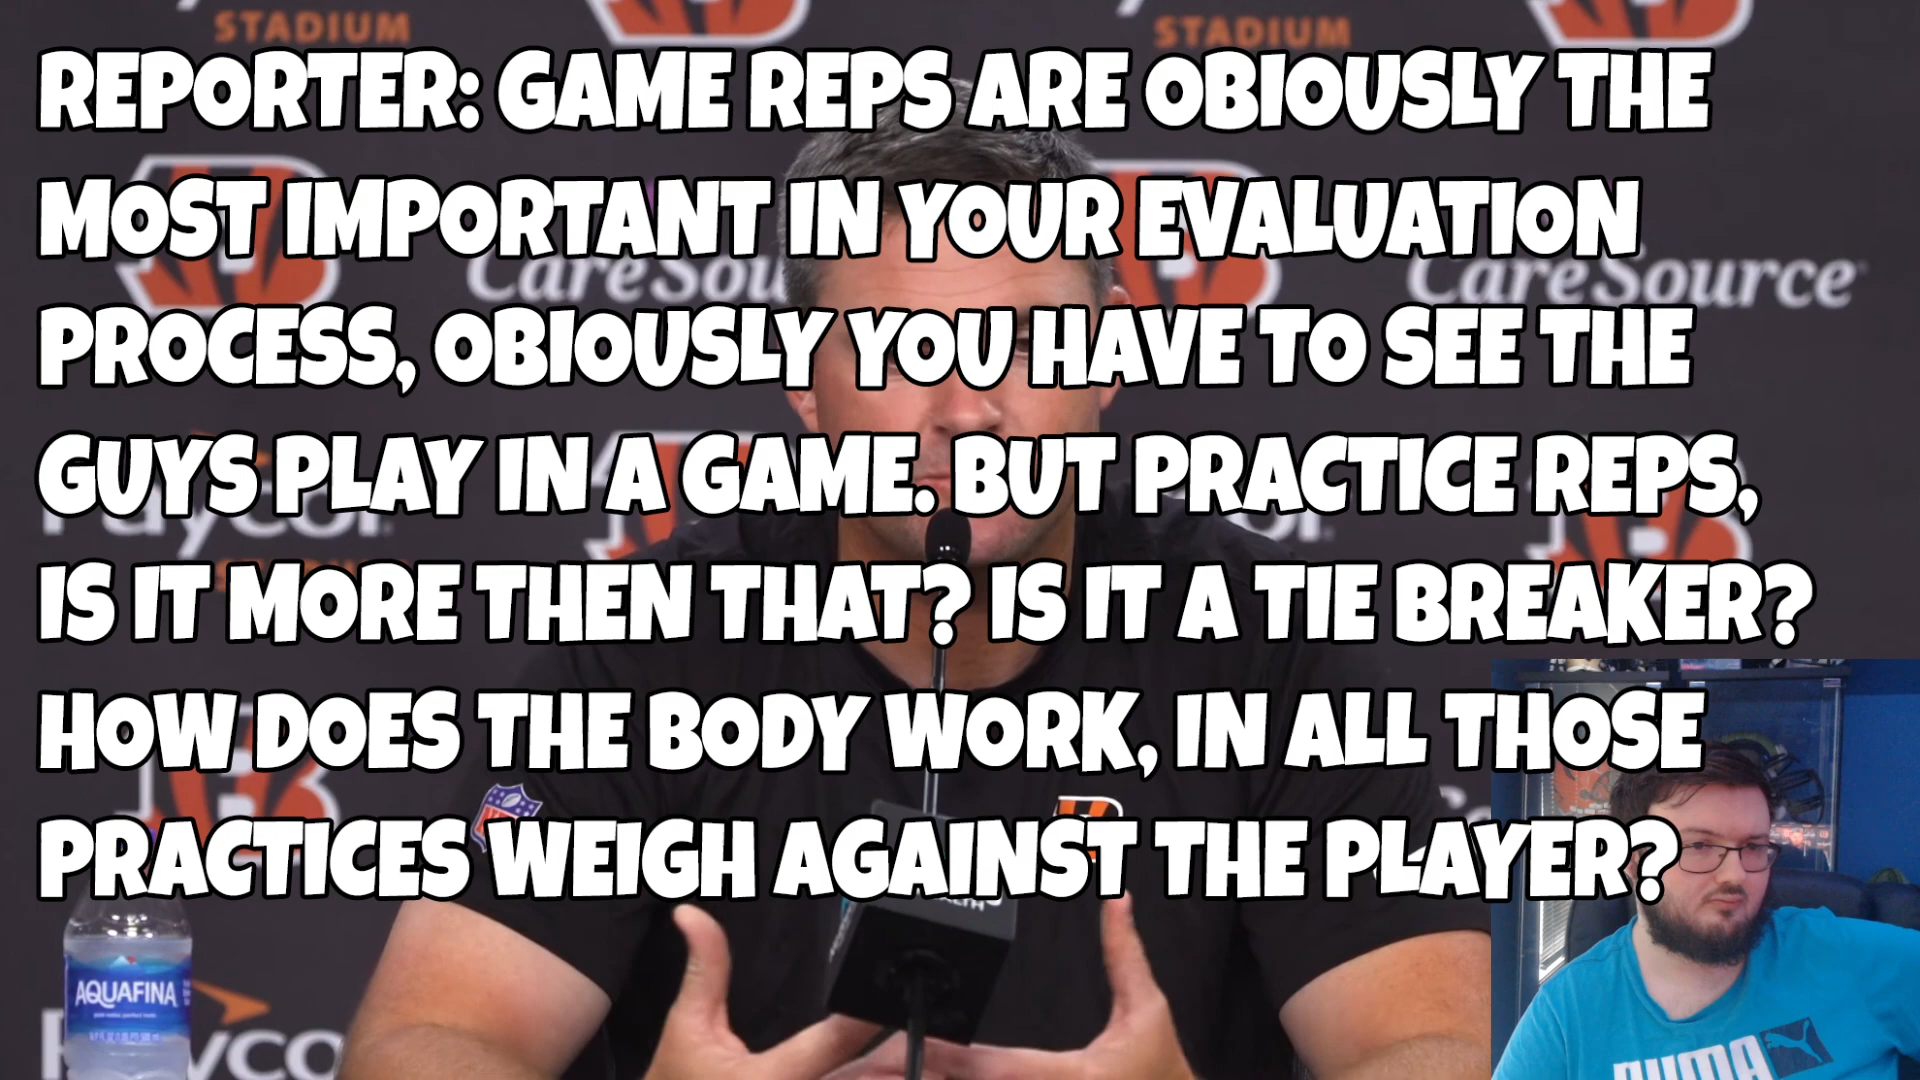 STADIUM
STADIUM
REPORTER: GAME REPS ARE OBIOUSLY THE
MOST IMPORTANT IN YOUR EVALUATION
CareSource
PROCESS, OBIOUSLY YOU HAVE TO SEE THE
GUYS PLAY IN A GAME. BUT PRACTICE REPS,
IS IT MORE THEN THAT? IS IT A TIE BREAKER?
HOW DOES THE BODY WORK, IN ALL THOSE
PRACTICES WEIGH AGAINST THE PLAYER?
AQUAFINA
PUMA